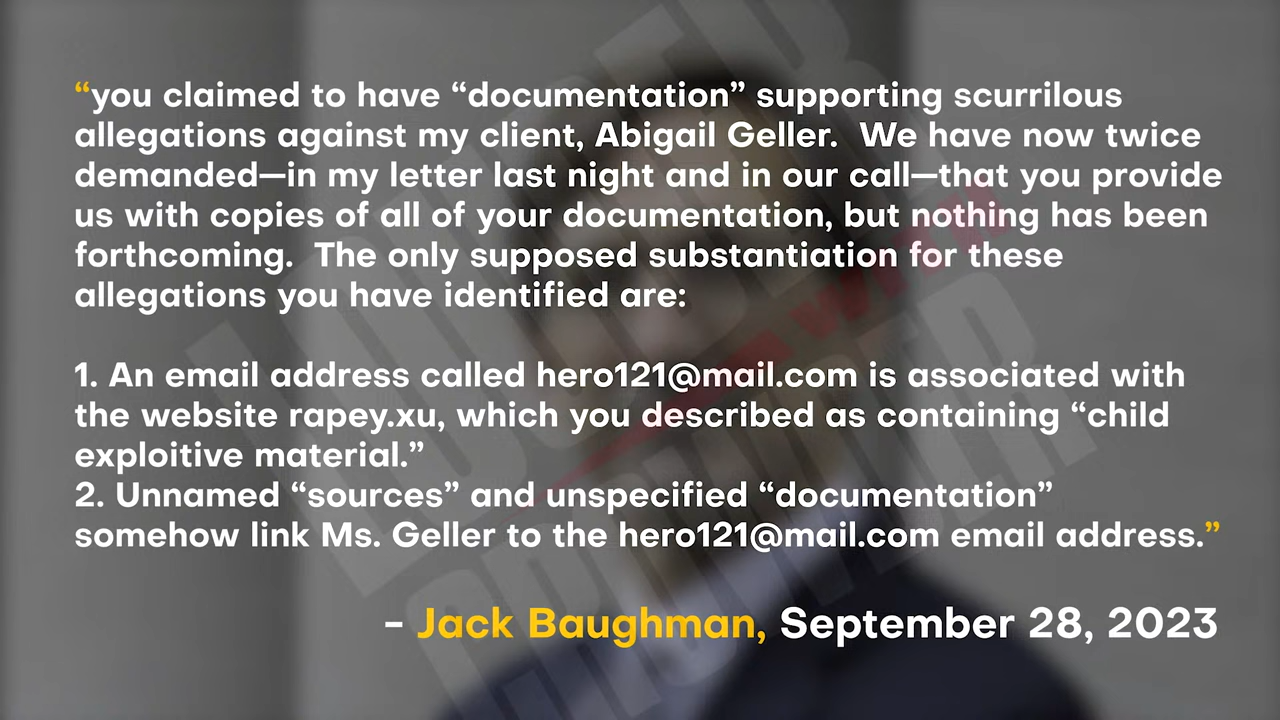 “you claimed to have “documentation” supporting scurrilous
allegations against my client, Abigail Geller.  We have now twice
demanded—in my letter last night and in our call—that you provide
us with copies of all of your documentation, but nothing has been
forthcoming.  The only supposed substantiation for these
allegations you have identified are:
1. An email address called hero121@mail.com is associated with
the website rapey.xu, which you described as containing “child
exploitive material.”
2. Unnamed “sources” and unspecified “documentation”
somehow link Ms. Geller to the hero121@mail.com email address.”
– Jack Baughman, September 28, 2023
LOUDER
WITH
CROWDER